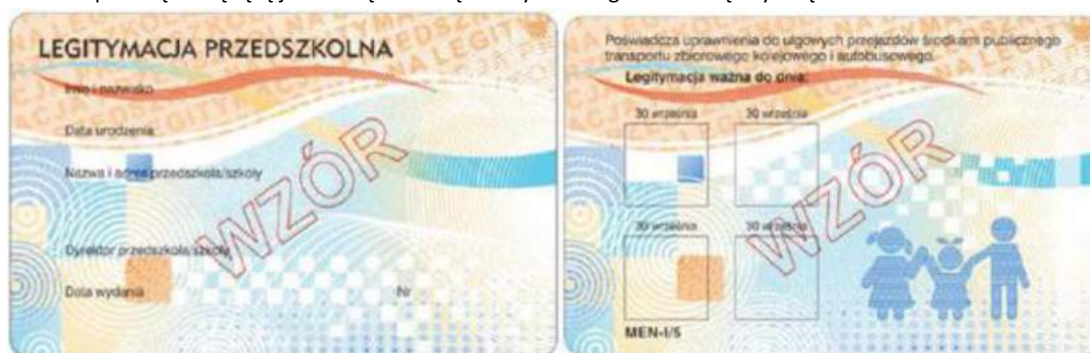 LEGITYMACJA PRZEDSZKOLNA
Imię i nazwisko
Data urodzenia
Nazwa i adres przedszkola/szkoły
Dyrektor przedszkola/szkoły
Data wydania
Nr
WZÓR
Poświadcza uprawnienia do ulgowych przejazdów środkami publicznego
transportu zbiorowego kolejowego i autobusowego.
Legitymacja ważna do dnia:
30 września 30 września
30 września 30 września
WZÓR
MEN-I/5